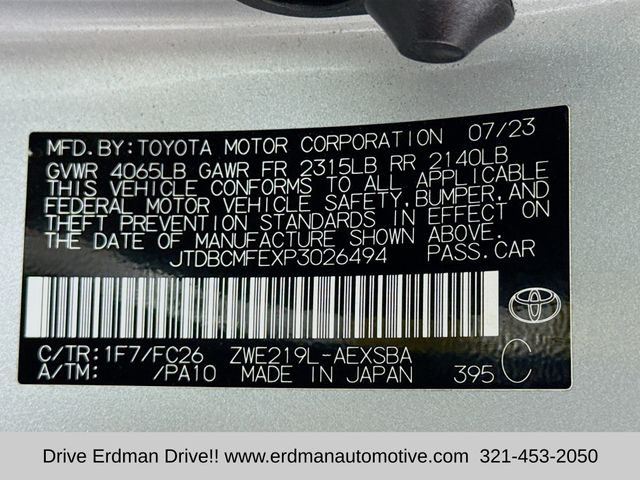 MFD.BY:TOYOTA MOTOR CORPORATION 07/23
GVWR 4065LB GAWR FR 2315LB RR 2140LB
THIS VEHICLE CONFORMS TO ALL APPLICABLE
FEDERAL MOTOR VEHICLE SAFETY,BUMPER,AND
THEFT PREVENTION STANDARDS IN EFFECT ON
THE DATE OF MANUFACTURE SHOWN ABOVE.
JTDBCMFEXP3026494 PASS.CAR
C/TR:1F7/FC26 ZWE219L-AEXSBA
A/TM: /PA10 MADE IN JAPAN 395 C
Drive Erdman Drive!! www.erdmanautomotive.com 321-453-2050